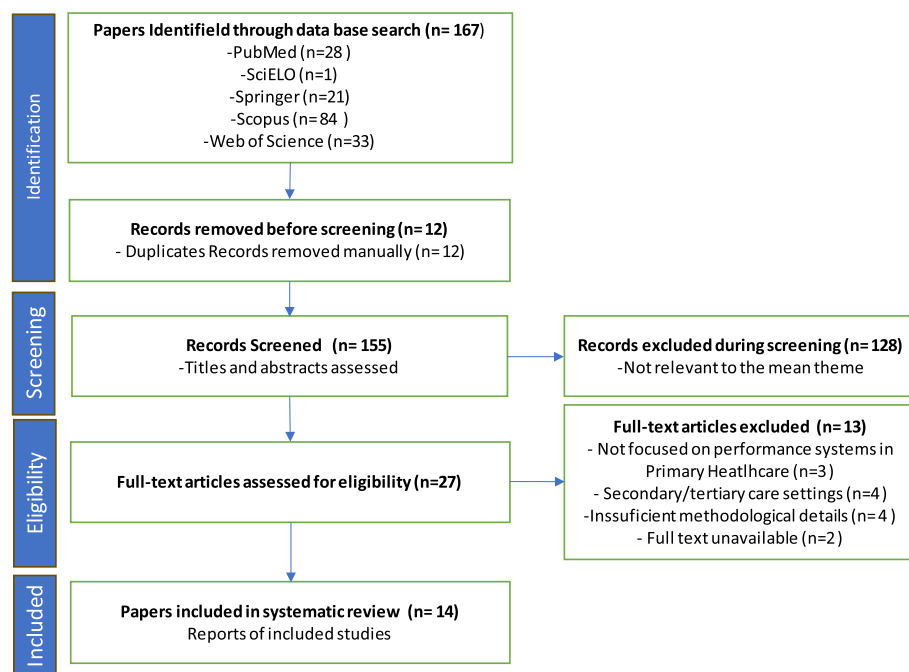 Identification
Papers Identifield through data base search (n= 167)
-PubMed (n=28 )
-SciELO (n=1)
-Springer (n=21)
-Scopus (n= 84 )
-Web of Science (n=33)
Records removed before screening (n= 12)
- Duplicates Records removed manually (n= 12)
Screening
Records Screened (n= 155)
-Titles and abstracts assessed
Records excluded during screening (n= 128)
-Not relevant to the mean theme
Eligibility
Full-text articles assessed for eligibility (n=27)
Full-text articles excluded (n= 13)
- Not focused on performance systems in
Primary Heatlhcare (n=3)
- Secondary/tertiary care settings (n=4)
-Inssuficient methodological details (n= 4 )
- Full text unavailable (n=2)
Included
Papers included in systematic review (n= 14)
Reports of included studies